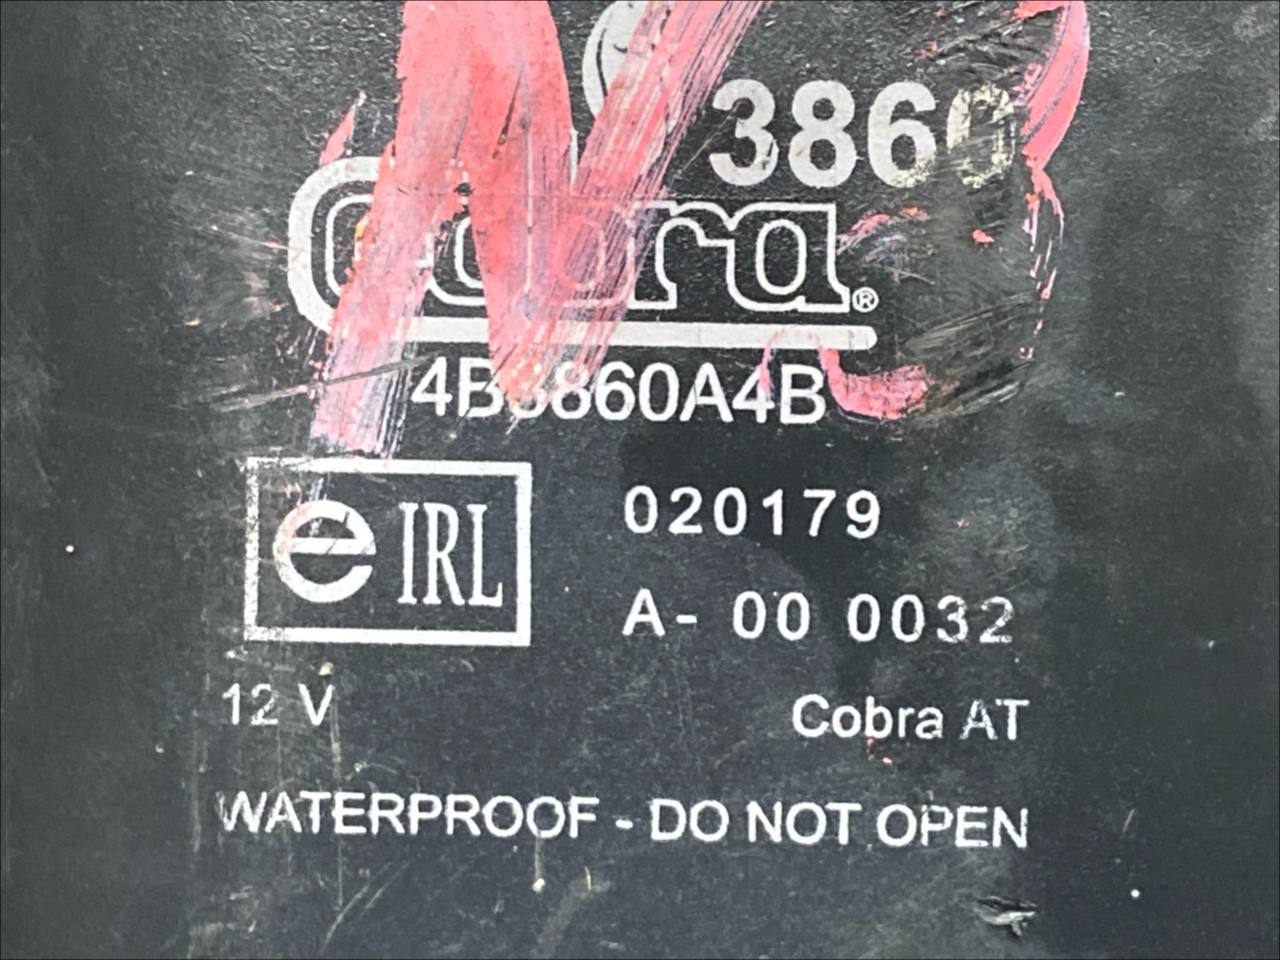 3860
Cobra®
4B3860A4B
e IRL
020179
A- 00 0032
12 V
Cobra AT
WATERPROOF - DO NOT OPEN